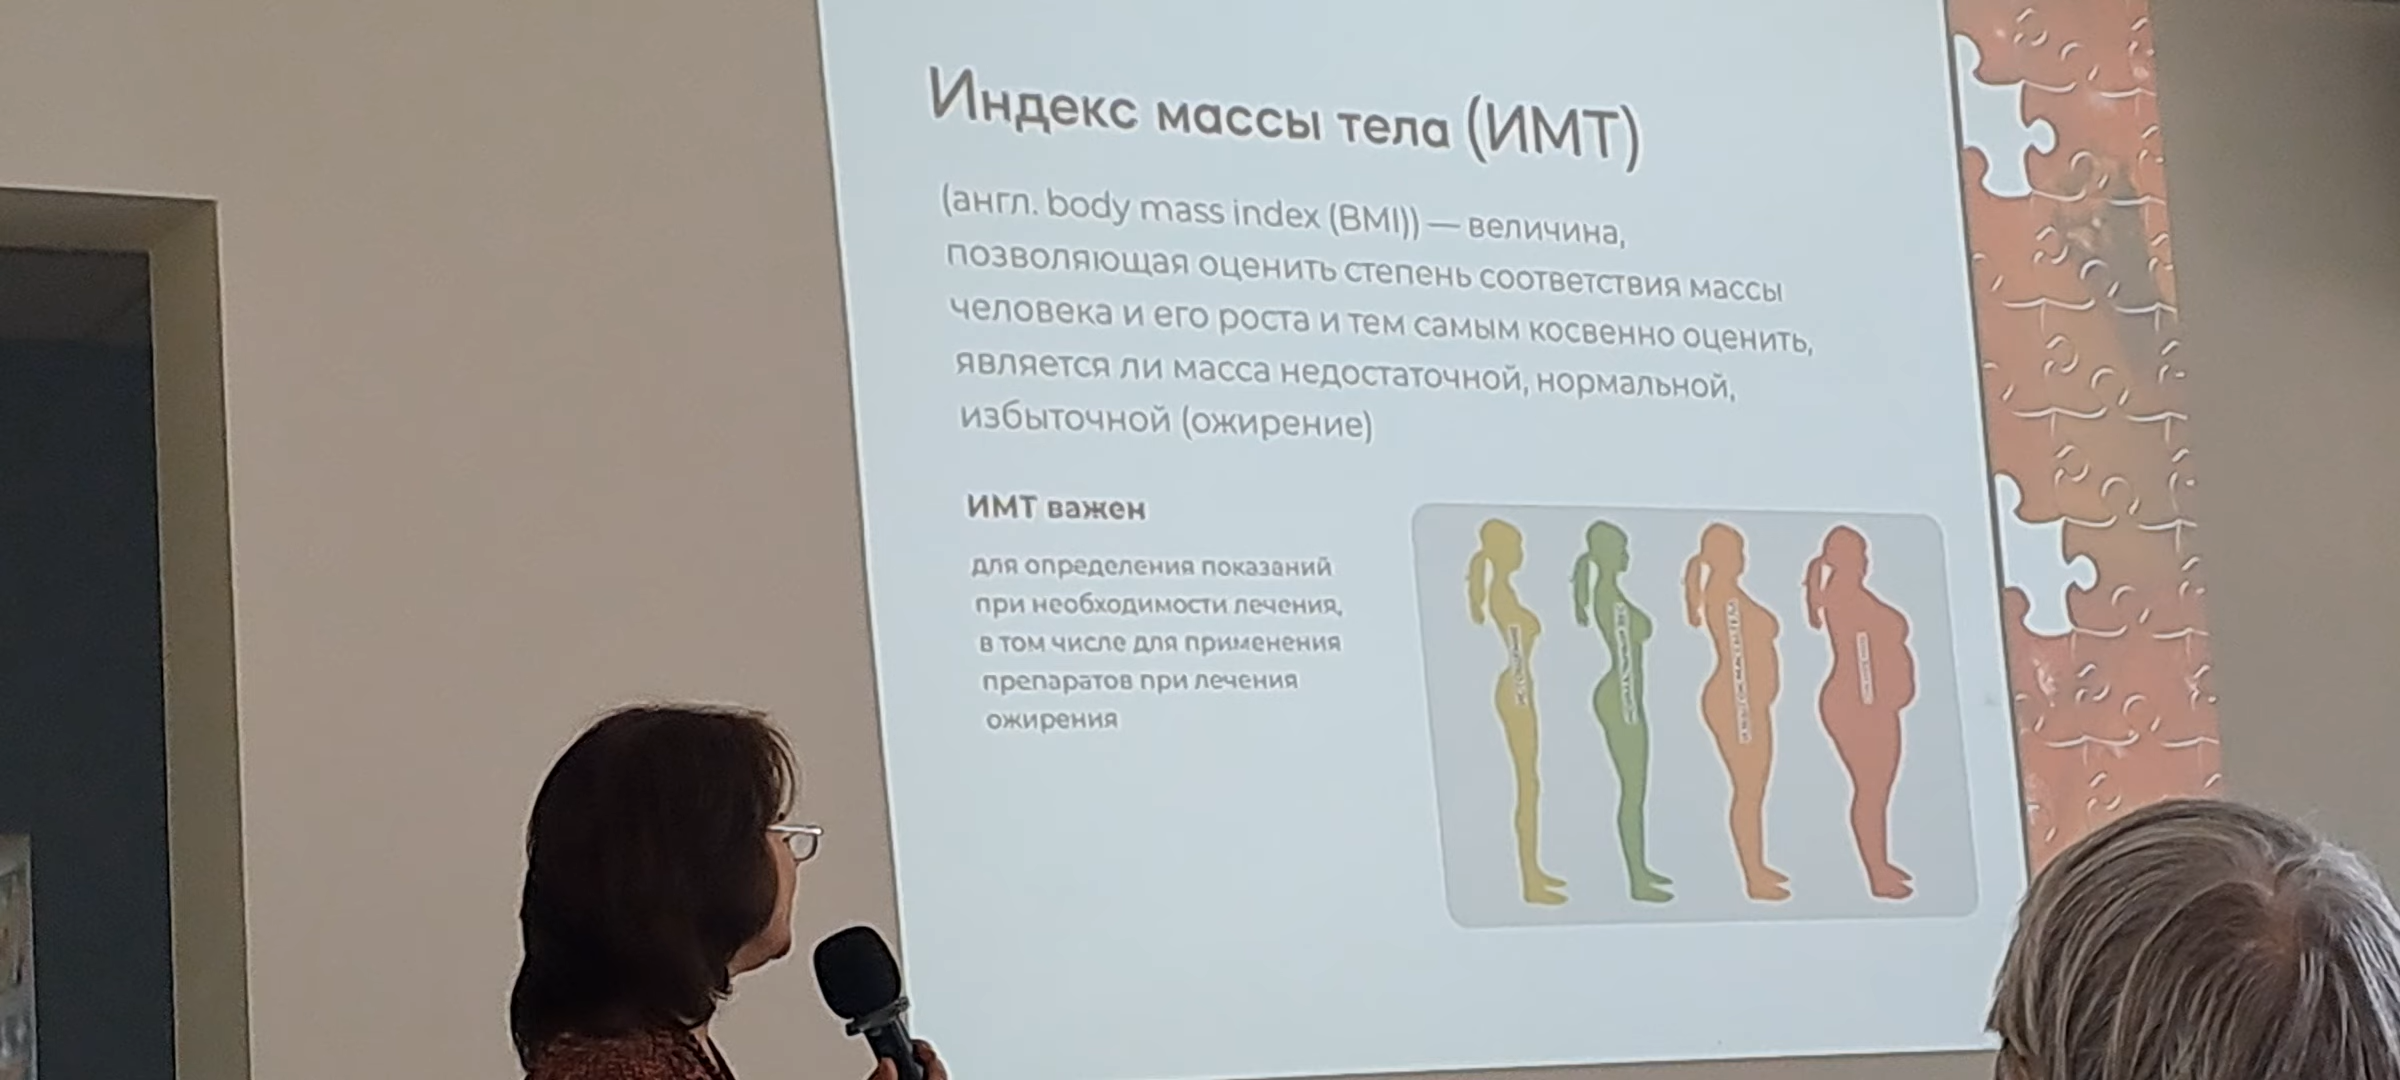 Индекс массы тела (ИМТ)
(англ. body mass index (BMI)) — величина,
позволяющая оценить степень соответствия массы
человека и его роста и тем самым косвенно оценить,
является ли масса недостаточной, нормальной,
избыточной (ожирение)
ИМТ важен
для определения показаний
при необходимости лечения,
в том числе для применения
препаратов при лечения
ожирения